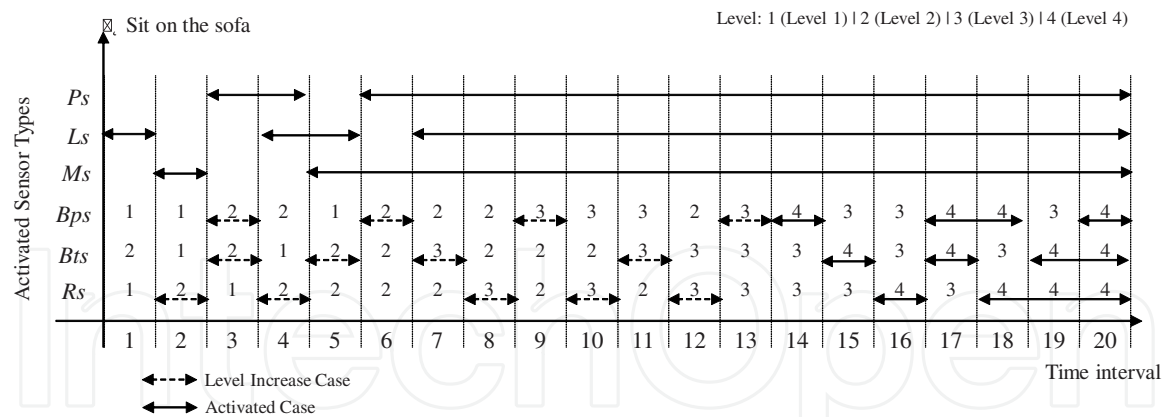 Sit on the sofa
Level: 1 (Level 1) | 2 (Level 2) | 3 (Level 3) | 4 (Level 4)
Activated Sensor Types
Ps
Ls
Ms
Bps 1 1 2 2 1 2 2 2 3 3 3 2 3 4 3 3 4 4 3 4
Bts 2 1 2 1 2 2 3 2 2 2 3 3 3 3 4 3 4 3 4 4
Rs 1 2 1 2 2 2 2 3 2 3 2 3 3 3 3 4 3 4 4 4
1 2 3 4 5 6 7 8 9 10 11 12 13 14 15 16 17 18 19 20
Time interval
Level Increase Case
Activated Case
IntechOpen